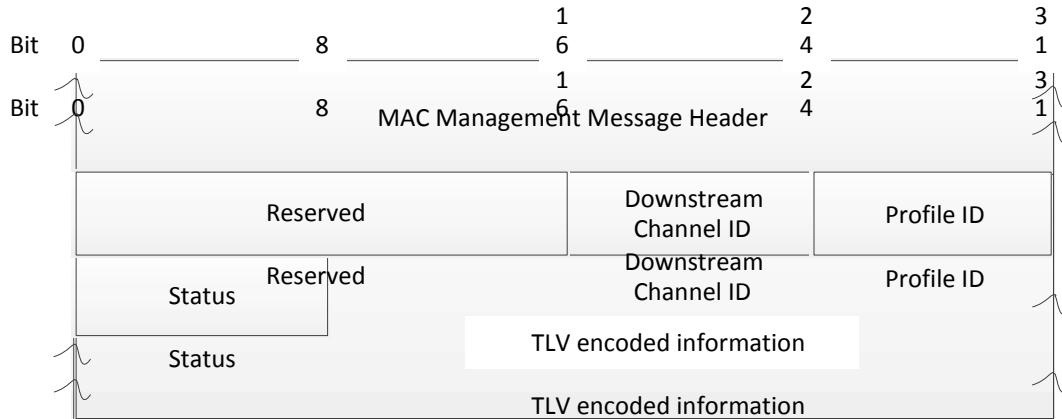 1 2 3
Bit 0 8 6 4 1
1 2 3
Bit 0 8 6 4 1
MAC Management Message Header
Reserved Downstream Channel ID Profile ID
Reserved Downstream Channel ID Profile ID
Status
TLV encoded information
Status
TLV encoded information